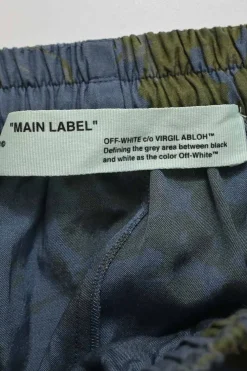 "MAIN LABEL"
OFF-WHITE c/o VIRGIL ABLOH™
Defining the grey area between black
and white as the color Off-White™